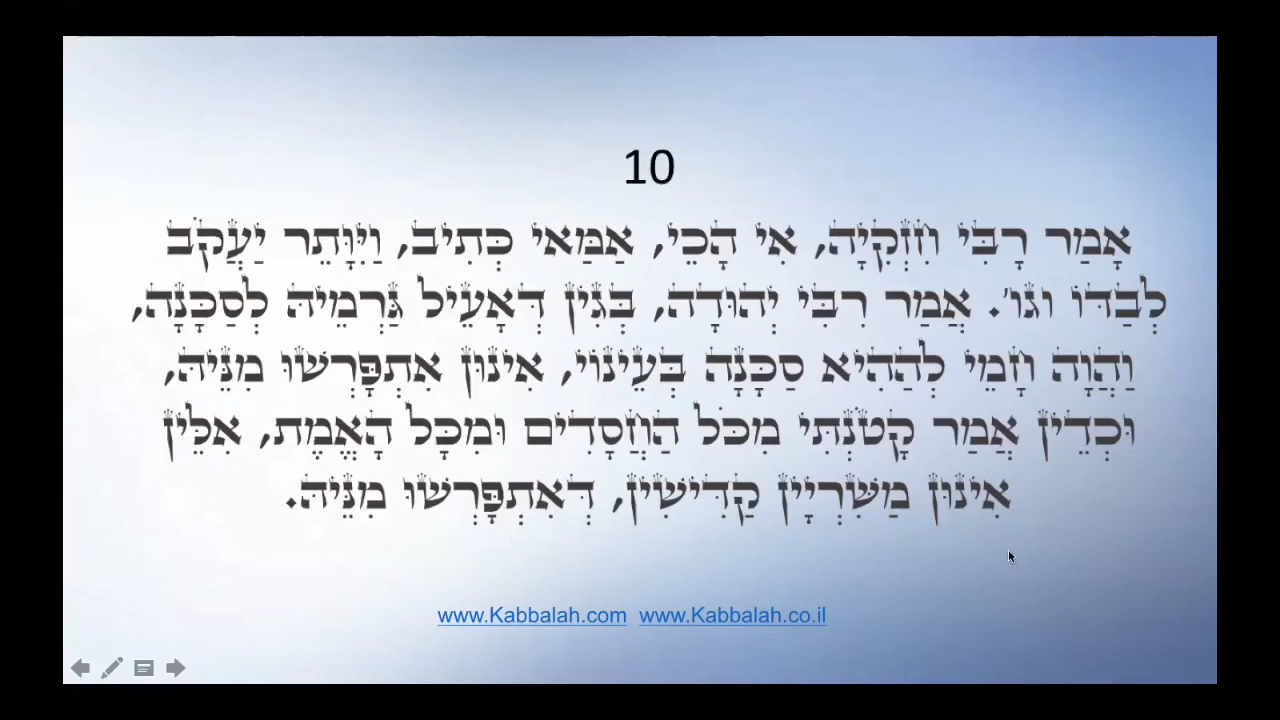 10
אָמַר רָבִּי חִזְקִיָּה, אִי הָכֵי, אַמַּאי כְּתִיב, וַיִּוָּתֵר יַעֲקֹב
לְבַדּוֹ וגו'. אֲמַר רִבִּי יְהוּדָה, בְּגִין דְּאָעֵיל גַּרְמֵיהּ לְסַכָּנָה,
וַהֲוָה חָמֵי לְהַהִיא סַכָּנָה בְּעֵינוֹי, אִינּוּן אִתְפָּרְשׁוּ מִנֵּיהּ,
וּכְדֵין אֲמַר קָטֹנְתִּי מִכֹּל הַחֲסָדִים וּמִכָּל הָאֱמֶת, אִלֵּין
אִינּוּן מַשִּׁרְיָין קַדִּישִׁין, דְּאִתְפָּרְשׁוּ מִנֵּיהּ.
www.Kabbalah.com www.Kabbalah.co.il